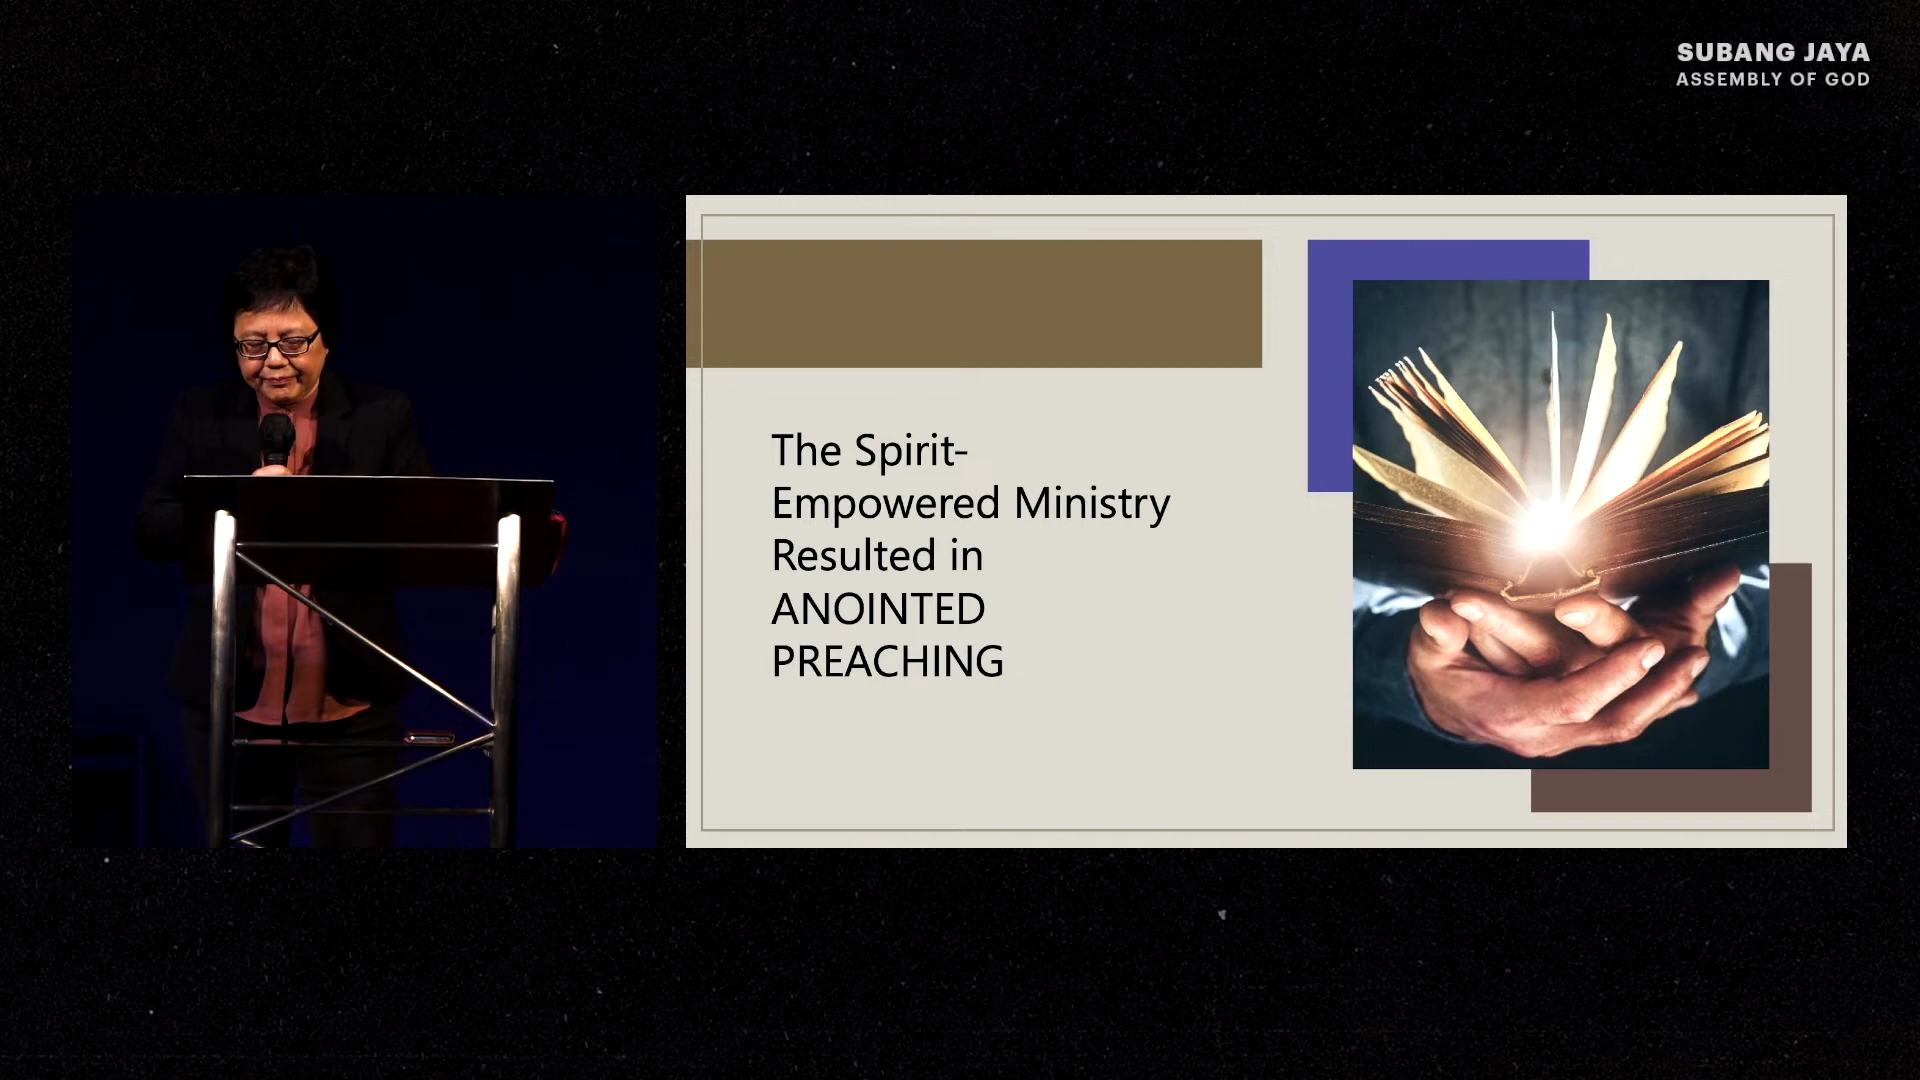 SUBANG JAYA
ASSEMBLY OF GOD
The Spirit-
Empowered Ministry
Resulted in
ANOINTED
PREACHING